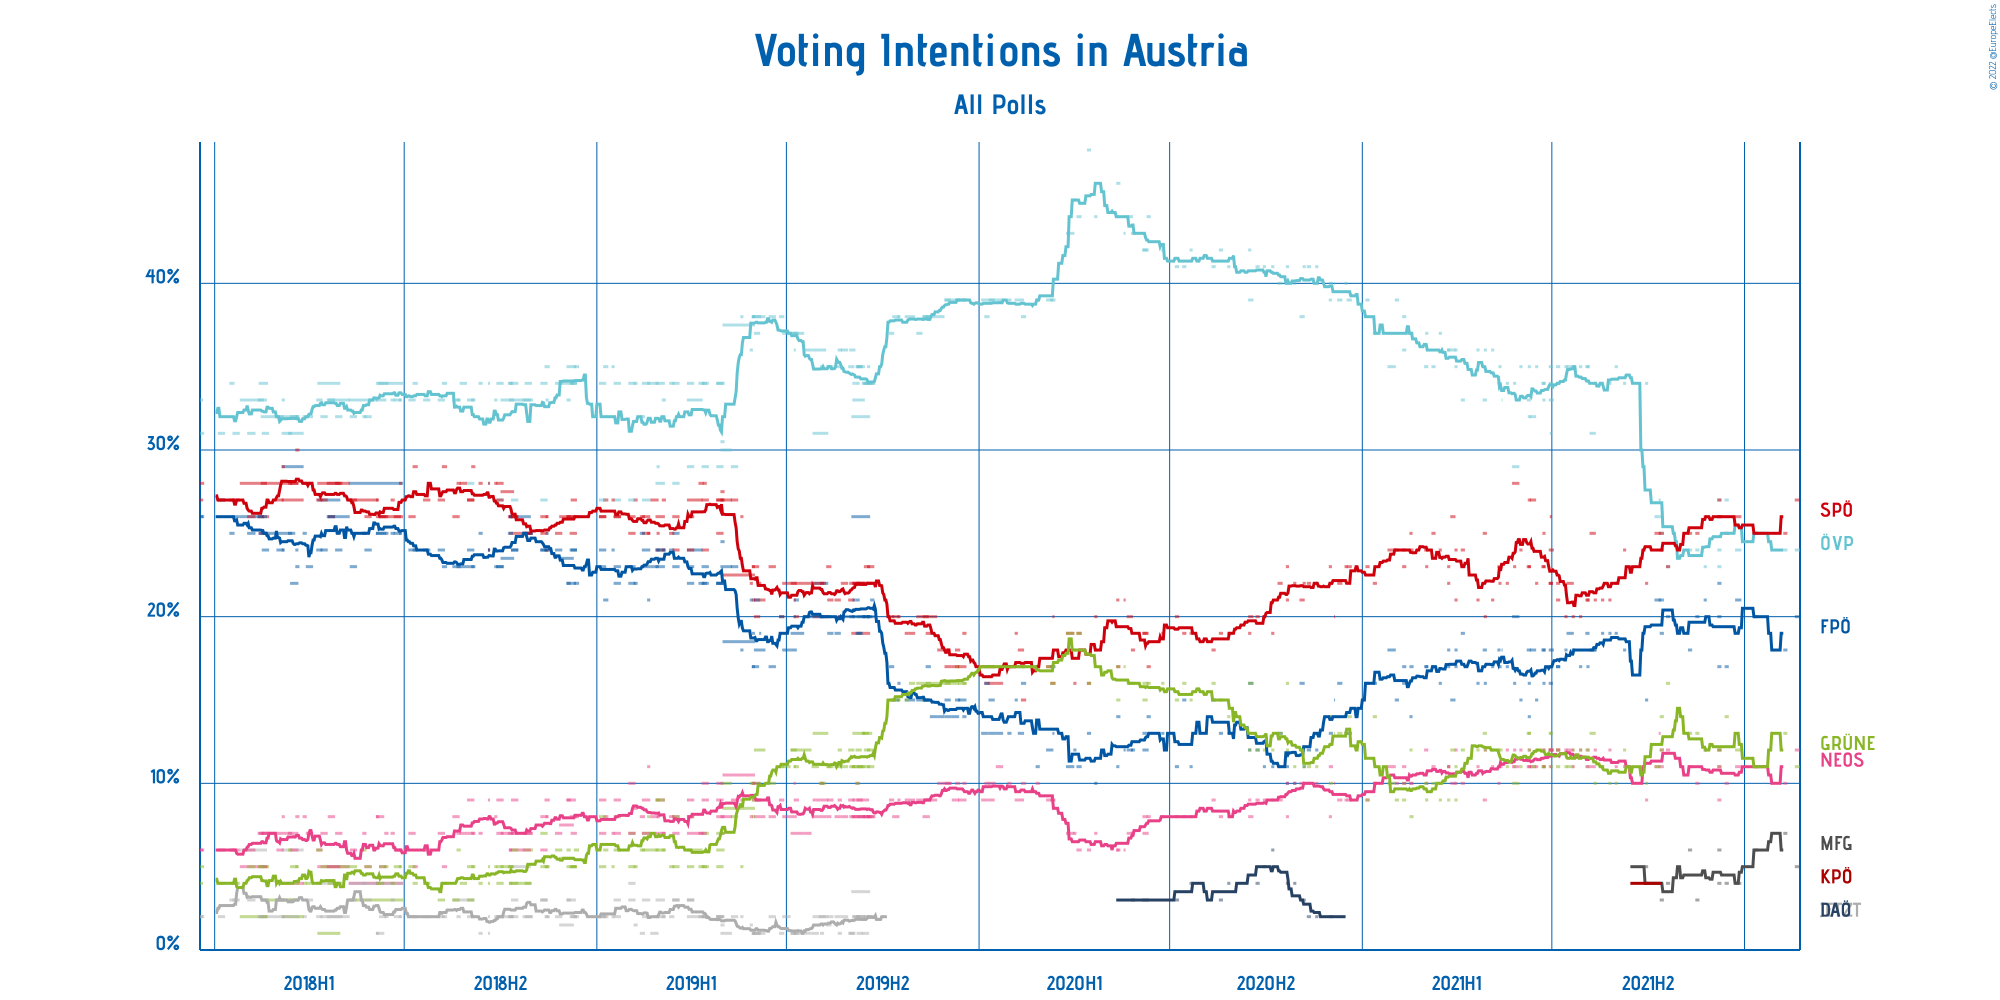 © 2022 @EuropeElects
Voting Intentions in Austria
All Polls
40%
30%
20%
10%
0%
SPÖ
ÖVP
FPÖ
GRÜNE
NEOS
MFG
KPÖ
DAÖ
2018H1 2018H2 2019H1 2019H2 2020H1 2020H2 2021H1 2021H2